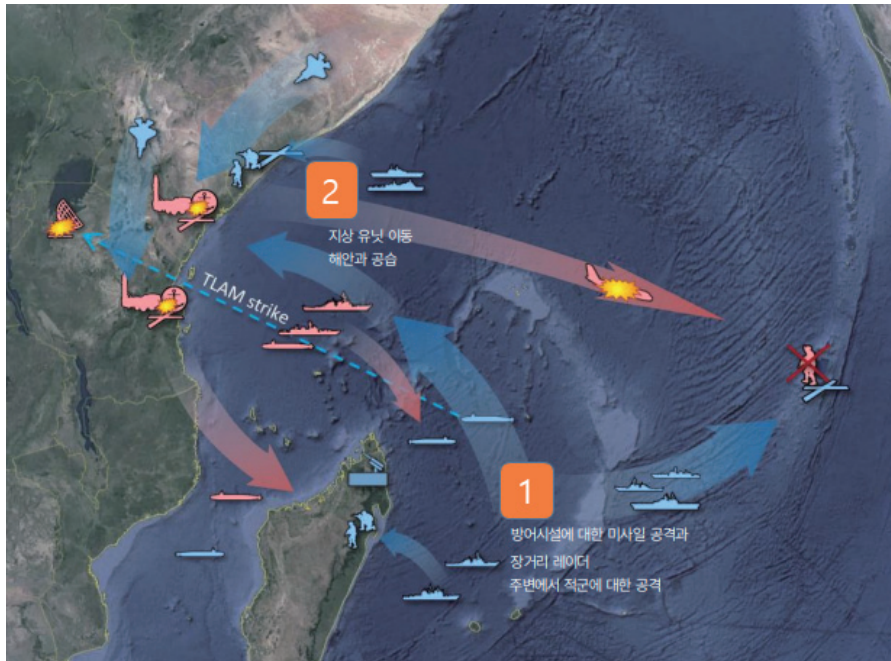 2
지상 유닛 이동
해안과 공습
TLAM strike
1
방어시설에 대한 미사일 공격과
장거리 레이더
주변에서 적군에 대한 공격